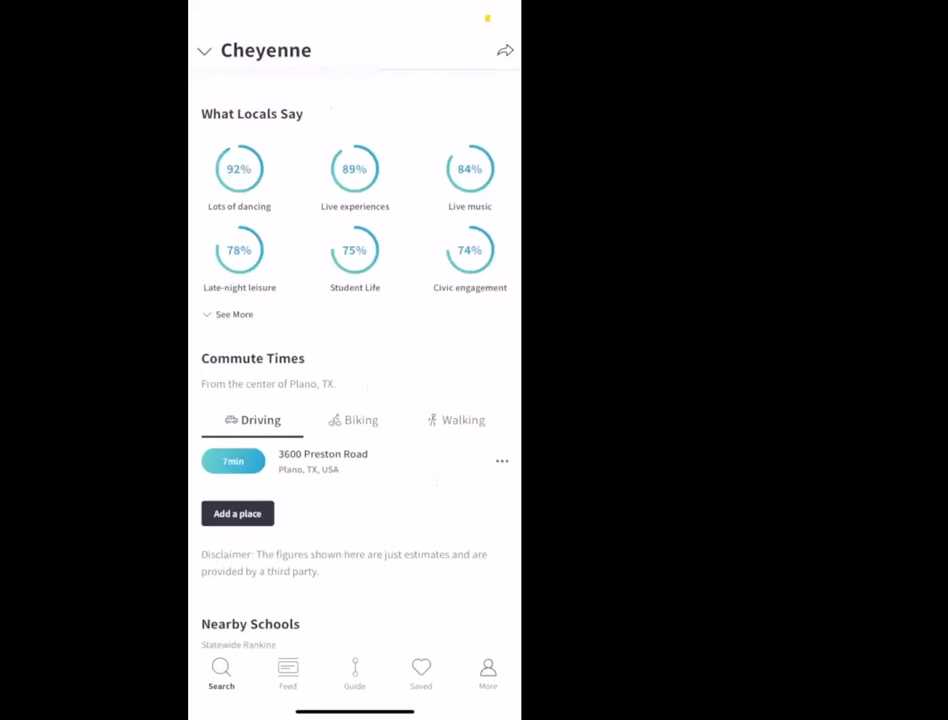 Cheyenne
What Locals Say
92%
89%
84%
Lots of dancing
Live experiences
Live music
78%
75%
74%
Late-night leisure
Student Life
Civic engagement
See More
Commute Times
From the center of Plano, TX.
Driving
Biking
Walking
7min
3600 Preston Road
Plano, TX, USA
Add a place
Disclaimer: The figures shown here are just estimates and are
provided by a third party.
Nearby Schools
Statewide Ranking
Search
Feed
Guide
Saved
More